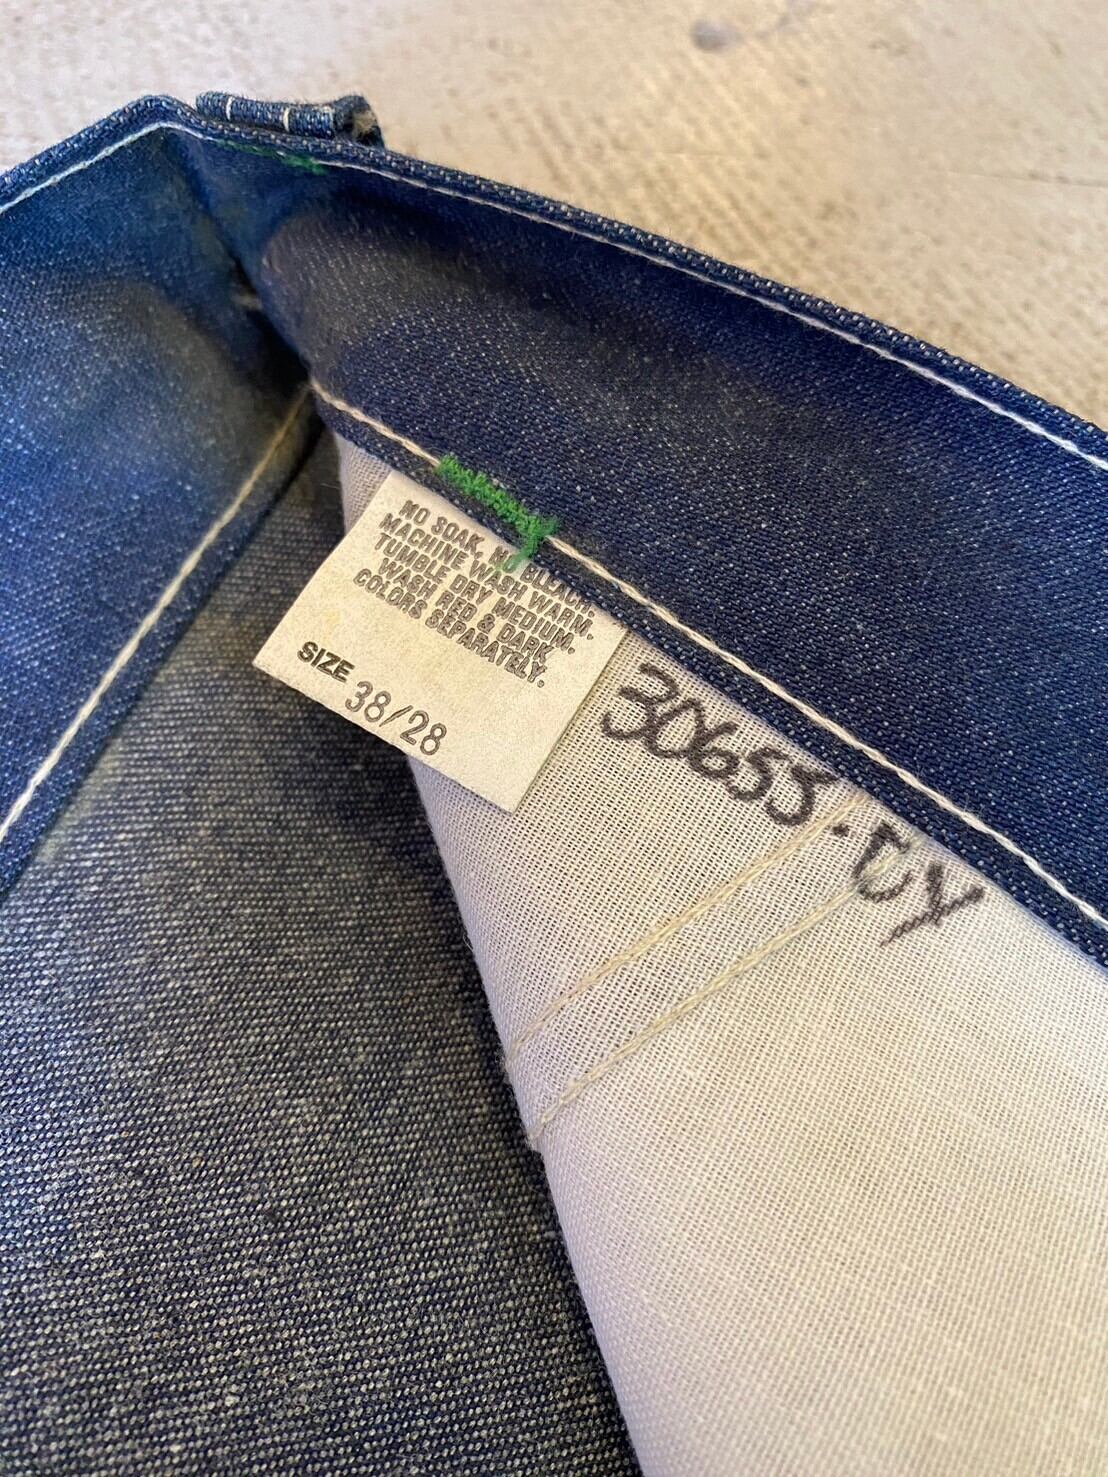 NO SOAK, NO BLEACH.
MACHINE WASH WARM.
TUMBLE DRY MEDIUM.
WASH RED & DARK
COLORS SEPARATELY.
SIZE 38/28
30655-CY